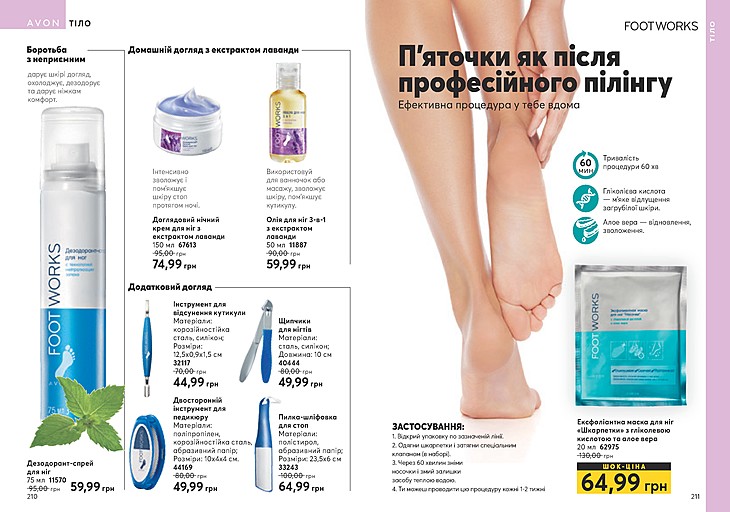 AVON ТІЛО
Боротьба
з неприємним
дарує шкірі догляд,
охолоджує, дезодорує
та дарує ніжкам
комфорт.
FOOT WORKS
Дезодорант-спрей
для ніг
75 мл 11570
95,00 грн
59,99 грн
210
Домашній догляд з екстрактом лаванди
FOOT WORKS
Інтенсивно
зволожує і
пом'якшує
шкіру стоп
протягом ночі.
Доглядовий нічний
крем для ніг з
екстрактом лаванди
150 мл 67613
95,00 грн
74,99 грн
FOOT WORKS
Використовуй
для ванночок або
масажу, зволожує
шкіру, пом'якшує
кутикулу.
Олія для ніг 3-в-1
з екстрактом
лаванди
50 мл 11887
90,00 грн
59,99 грн
Додатковий догляд
Інструмент для
відсунення кутикули
Матеріали:
корозійностійка
сталь, силікон;
Розміри:
12,5х0,9х1,5 см
32117
70,00 грн
44,99 грн
Щипчики
для нігтів
Матеріали:
сталь, силікон;
Довжина: 10 см
40444
80,00 грн
49,99 грн
Двосторонній
інструмент для
педикюру
Матеріали:
поліпропілен,
корозійностійка сталь,
абразивний папір;
Розміри: 10х4х4 см.
44169
80,00 грн
49,99 грн
Пилка-шліфовка
для стоп
Матеріали:
полістирол,
абразивний папір;
Розміри: 23,5х6 см
33243
100,00 грн
64,99 грн
FOOT WORKS
ТІЛО
П'яточки як після
професійного пілінгу
Ефективна процедура у тебе вдома
60
мин
Тривалість
процедури 60 хв
Гліколієва кислота
— м'яке відлущення
загрубілої шкіри.
Алое вера — відновлення,
зволоження.
FOOT WORKS
ЗАСТОСУВАННЯ:
1. Відкрий упаковку по зазначеній лінії.
2. Одягни шкарпетки і затягни спеціальним
клапаном (в наборі).
3. Через 60 хвилин зніми
носочки і змий залишки
засобу теплою водою.
4. Ти можеш проводити цю процедуру кожні 1-2 тижні
Ексфоліантна маска для ніг
«Шкарпетки» з гліколевою
кислотою та алое вера
20 мл 62975
130,00 грн
ШОК-ЦІНА
64,99 грн
211